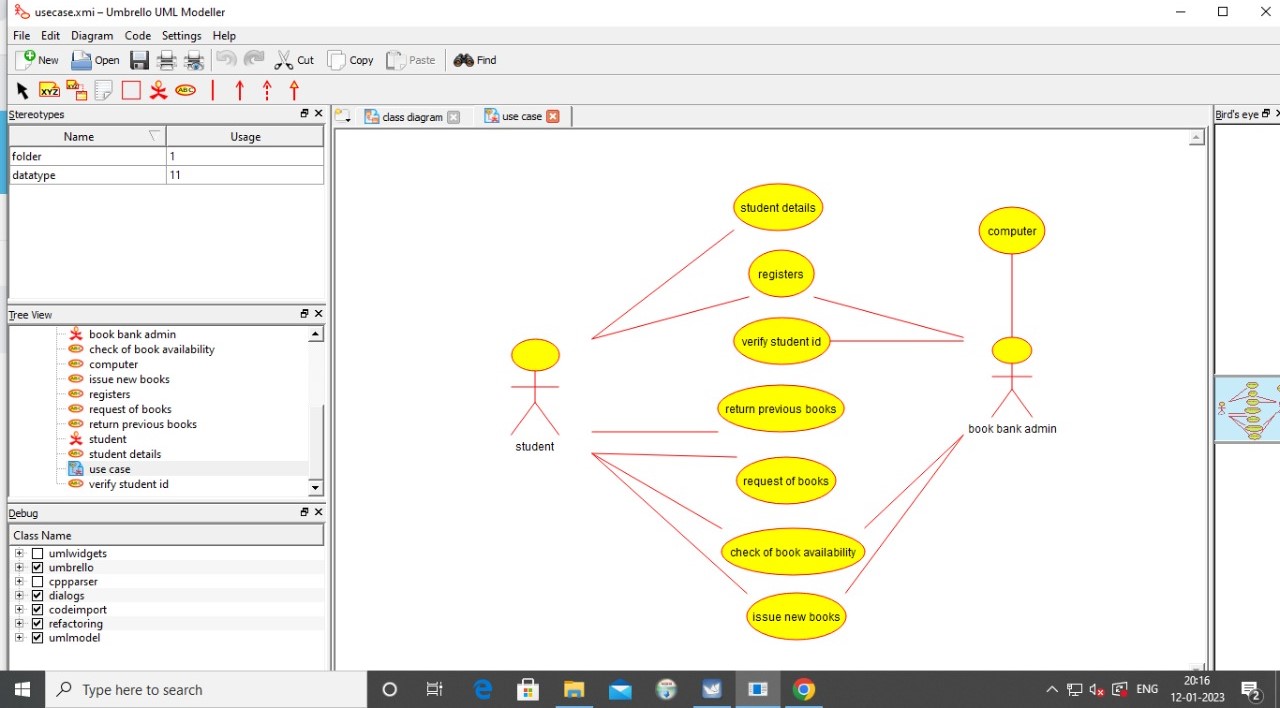 usecase.xmi – Umbrello UML Modeller
File Edit Diagram Code Settings Help
New Open Cut Copy Paste Find
XYZ ABC
Stereotypes
Name Usage
folder 1
datatype 11
Tree View
book bank admin
check of book availability
computer
issue new books
registers
request of books
return previous books
student
student details
use case
verify student id
Debug
Class Name
umlwidgets
umbrello
cppparser
dialogs
codeimport
refactoring
umlmodel
class diagram use case
student details
computer
registers
verify student id
return previous books
book bank admin
student
request of books
check of book availability
issue new books
Bird's eye
Type here to search
ENG
20:16
12-01-2023
2